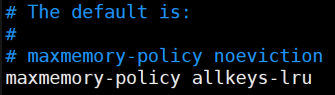 # The default is:
#
# maxmemory-policy noeviction
maxmemory-policy allkeys-lru